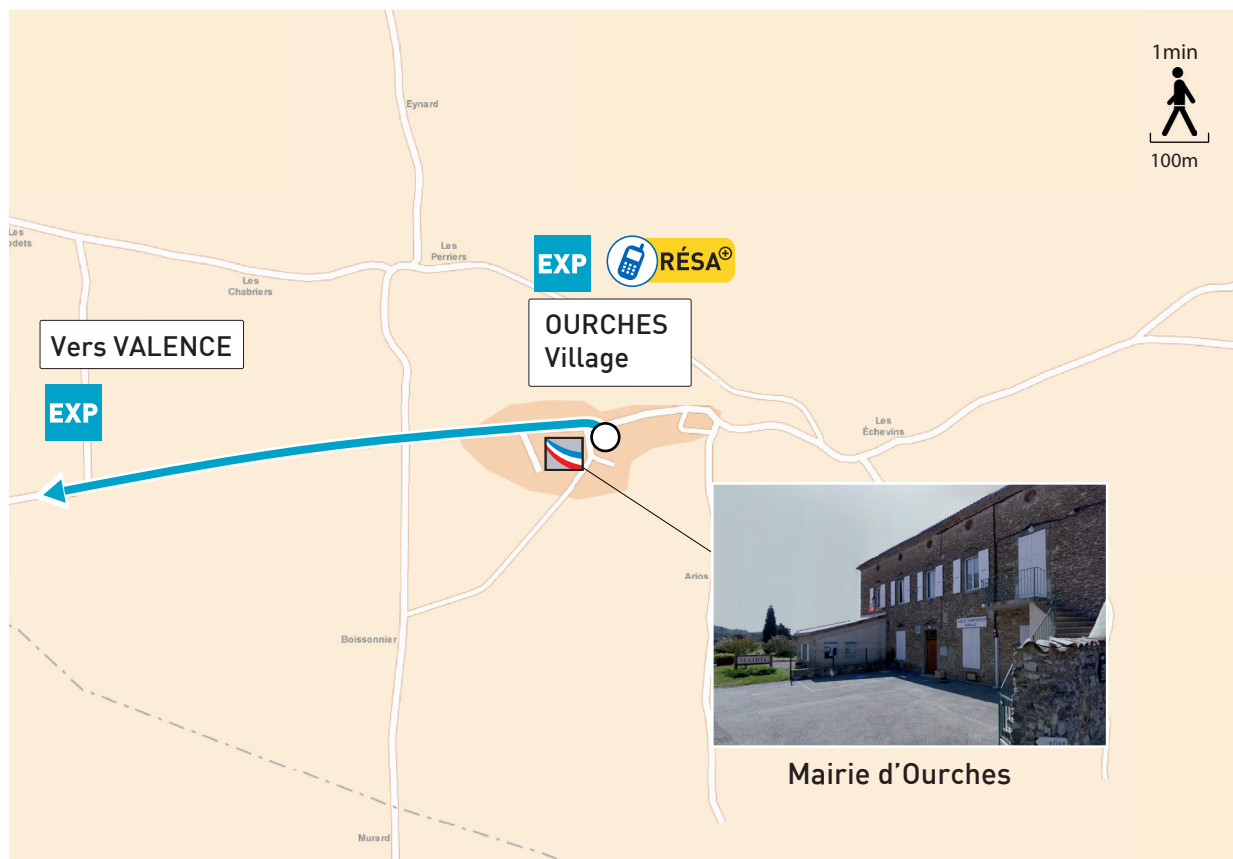 1min
100m
Eynard
Les
Les
Perriers
Les
Chabriers
EXP
RÉSA⊕
OURCHES
Village
Vers VALENCE
EXP
Les
Échevins
Arios
Boissonnier
MAIRIE
Mairie d'Ourches
Murard